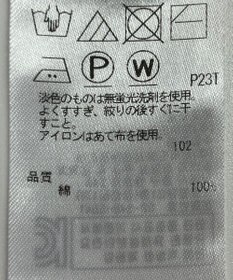 P
W
P23T
淡色のものは無蛍光洗剤を使用。
よくすすぎ、絞りの後すぐに干
すこと。
アイロンはあて布を使用。
102
品質
綿 100%